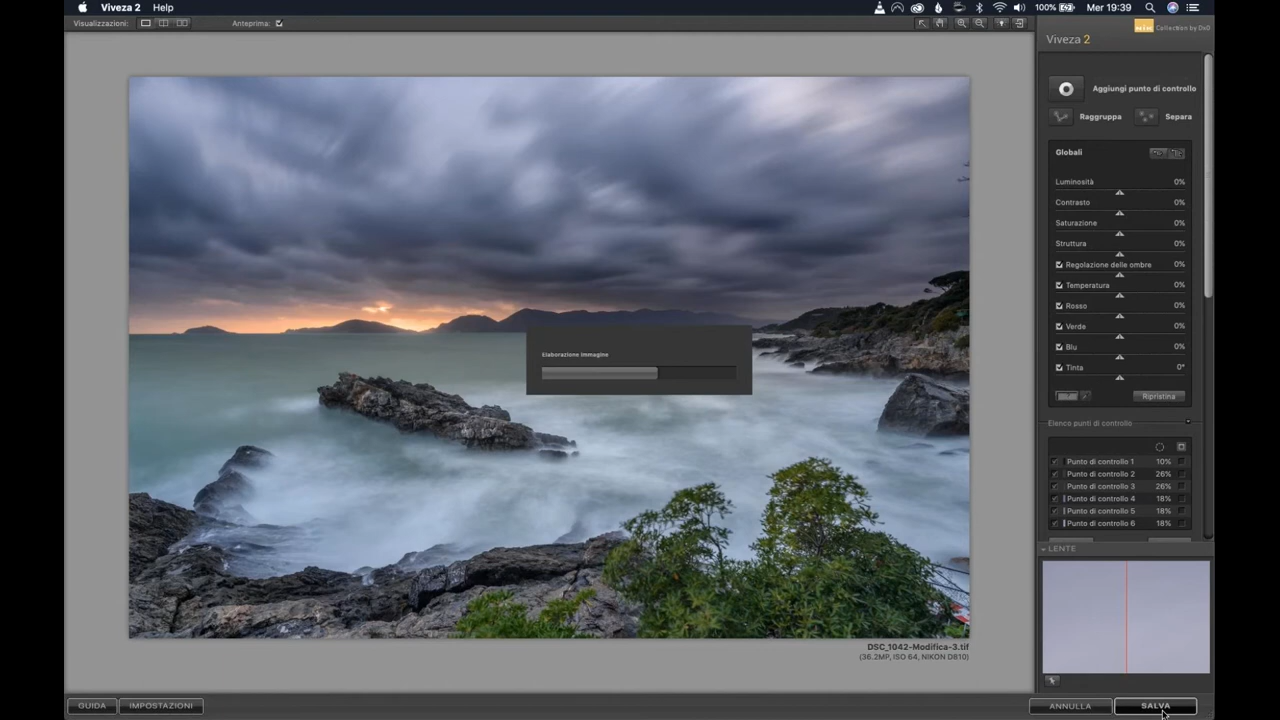 Viveza 2 Help
100% Mer 19:39
Visualizzazioni: Anteprima:
Collection by DxO
Viveza 2
Aggiungi punto di controllo
Raggruppa Separa
Globali
Luminosità 0%
Contrasto 0%
Saturazione 0%
Struttura 0%
Regolazione delle ombre 0%
Temperatura 0%
Rosso 0%
Verde 0%
Blu 0%
Tinta 0°
Ripristina
Elenco punti di controllo
Punto di controllo 1 10%
Punto di controllo 2 26%
Punto di controllo 3 26%
Punto di controllo 4 18%
Punto di controllo 5 18%
Punto di controllo 6 18%
LENTE
Elaborazione immagine
DSC_1042-Modifica-3.tif
(36.2MP, ISO 64, NIKON D810)
GUIDA IMPOSTAZIONI ANNULLA SALVA